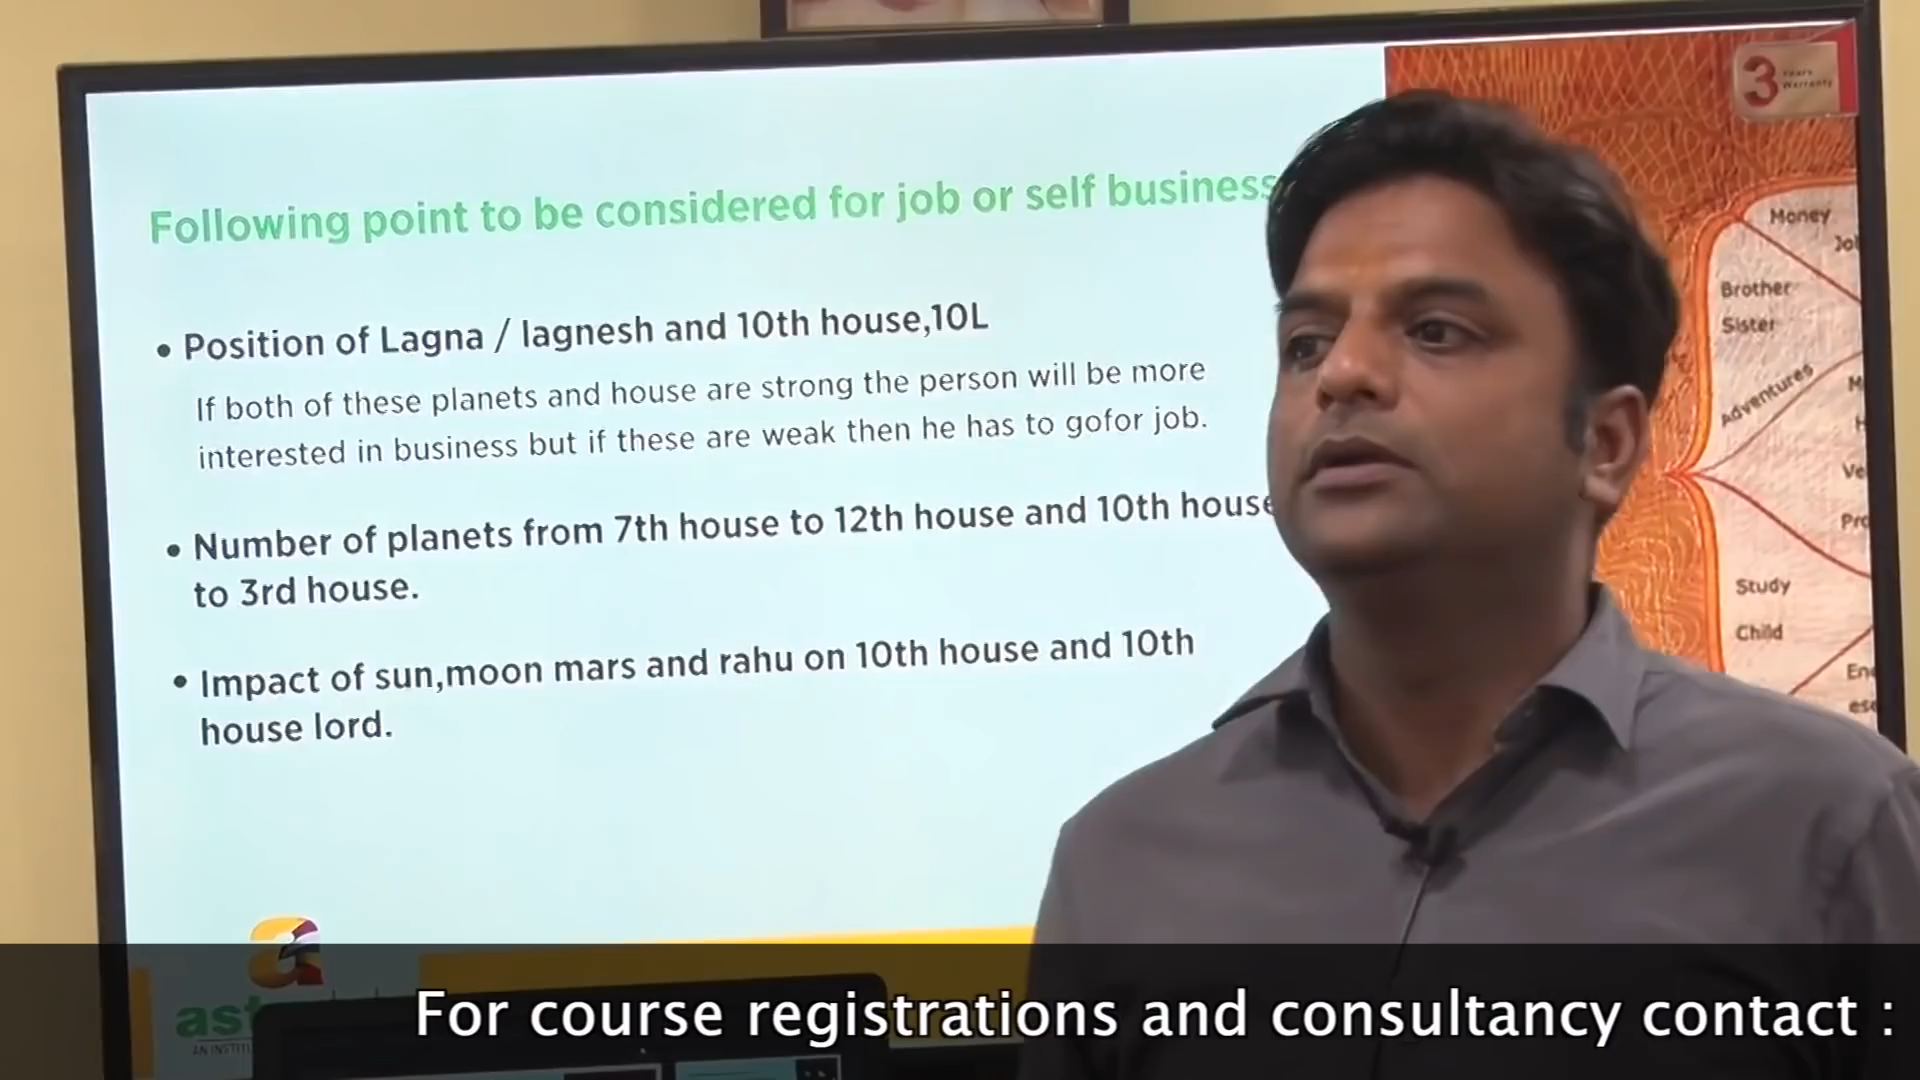 3 Years
Warranty
Following point to be considered for job or self business
• Position of Lagna / lagnesh and 10th house,10L
If both of these planets and house are strong the person will be more
interested in business but if these are weak then he has to gofor job.
• Number of planets from 7th house to 12th house and 10th house
to 3rd house.
• Impact of sun,moon mars and rahu on 10th house and 10th
house lord.
Money
Brother
Sister
Adventures
Study
Child
For course registrations and consultancy contact :